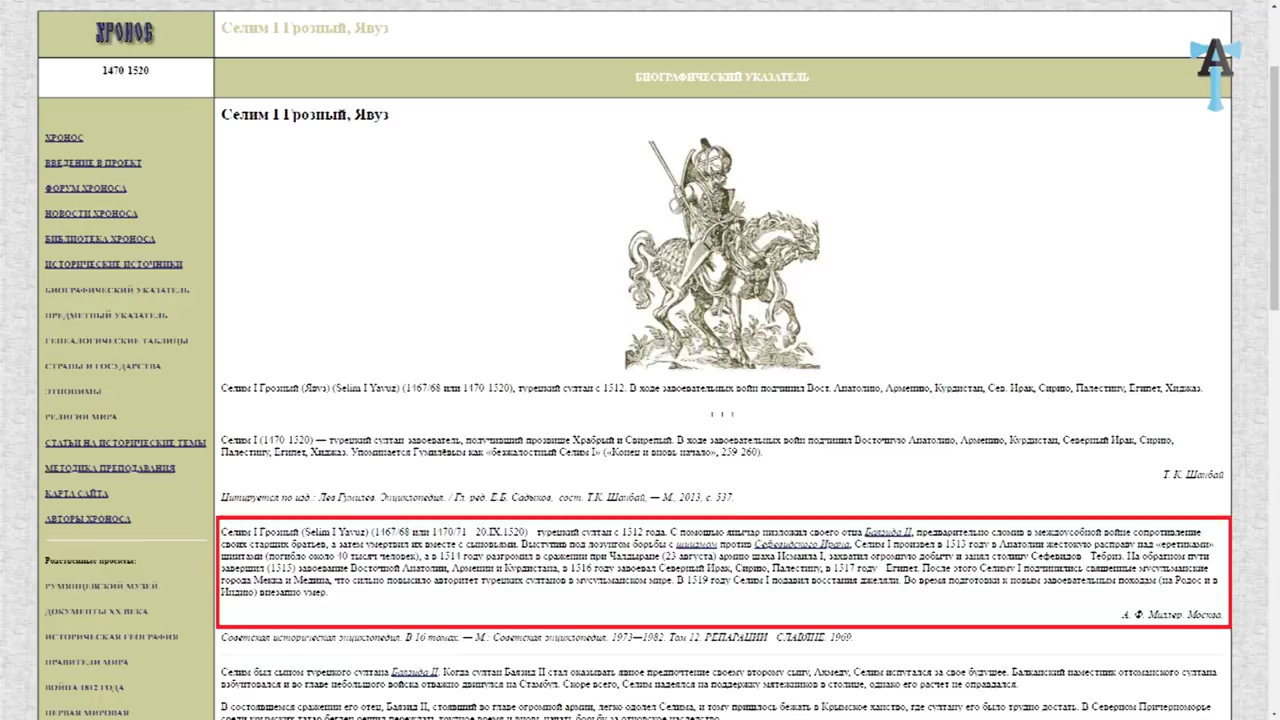 ХРОНОС
Селим I Грозный, Явуз
1470-1520
БИОГРАФИЧЕСКИЙ УКАЗАТЕЛЬ
А
Селим I Грозный, Явуз
ХРОНОС
ВВЕДЕНИЕ В ПРОЕКТ
ФОРУМ ХРОНОСА
НОВОСТИ ХРОНОСА
БИБЛИОТЕКА ХРОНОСА
ИСТОРИЧЕСКИЕ ИСТОЧНИКИ
БИОГРАФИЧЕСКИЙ УКАЗАТЕЛЬ
ПРЕДМЕТНЫЙ УКАЗАТЕЛЬ
ГЕНЕАЛОГИЧЕСКИЕ ТАБЛИЦЫ
СТРАНЫ И ГОСУДАРСТВА
ЭТНОНИМЫ
РЕЛИГИИ МИРА
СТАТЬИ НА ИСТОРИЧЕСКИЕ ТЕМЫ
МЕТОДИКА ПРЕПОДАВАНИЯ
КАРТА САЙТА
АВТОРЫ ХРОНОСА
Родственные проекты:
РУМЯНЦЕВСКИЙ МУЗЕЙ
ДОКУМЕНТЫ XX ВЕКА
ИСТОРИЧЕСКАЯ ГЕОГРАФИЯ
ПРАВИТЕЛИ МИРА
ВОЙНА 1812 ГОДА
ПЕРВАЯ МИРОВАЯ
Селим I Грозный (Явуз) (Selim I Yavuz) (1467/68 или 1470-1520), турецкий султан с 1512. В ходе завоевательных войн подчинил Вост. Анатолию, Армению, Курдистан, Сев. Ирак, Сирию, Палестину, Египет, Хиджаз.
Селим I (1470-1520) — турецкий султан-завоеватель, получивший прозвище Храбрый и Свирепый. В ходе завоевательных войн подчинил Восточную Анатолию, Армению, Курдистан, Северный Ирак, Сирию,
Палестину, Египет, Хиджаз. Упоминается Гумилёвым как «безжалостный Селим I» («Конец и вновь начало», 259-260).
Т. К. Шанбай
Цитируется по изд.: Лев Гумилев. Энциклопедия. / Гл. ред. Е.Б. Садыков, сост. Т.К. Шанбай, — М., 2013, с. 537.
Селим I Грозный (Selim I Yavuz) (1467/68 или 1470/71 - 20.IX.1520) - турецкий султан с 1512 года. С помощью янычар низложил своего отца Баязида II, предварительно сломив в междоусобной войне сопротивление
своих старших братьев, а затем умертвил их вместе с сыновьями. Выступив под лозунгом борьбы с шиизмом против Сефевидского Ирана, Селим I произвел в 1513 году в Анатолии жестокую расправу над «еретиками»-
шиитами (погибло около 40 тысяч человек), а в 1514 году разгромил в сражении при Чалдыране (23 августа) армию шаха Исмаила I, захватил огромную добычу и занял столицу Сефевидов - Тебриз. На обратном пути
завершил (1515) завоевание Восточной Анатолии, Армении и Курдистана, в 1516 году завоевал Северный Ирак, Сирию, Палестину, в 1517 году - Египет. После этого Селиму I подчинились священные мусульманские
города Мекка и Медина, что сильно повысило авторитет турецких султанов в мусульманском мире. В 1519 году Селим I подавил восстания джеляли. Во время подготовки к новым завоевательным походам (на Родос и в
Индию) внезапно умер.
А. Ф. Миллер. Москва.
Советская историческая энциклопедия. В 16 томах. — М.: Советская энциклопедия. 1973—1982. Том 12. РЕПАРАЦИИ - СЛАВЯНЕ. 1969.
Селим был сыном турецкого султана Баязида II. Когда султан Баязид II стал оказывать явное предпочтение своему второму сыну, Ахмеду, Селим испугался за свое будущее. Балканский наместник оттоманского султана
взбунтовался и во главе небольшого войска отважно двинулся на Стамбул. Скорее всего, Селим надеялся на поддержку мятежников в столице, однако его расчет не оправдался.
В состоявшемся сражении его отец, Баязид II, стоявший во главе огромной армии, легко одолел Селима, и тому пришлось бежать в Крымское ханство, где султану его было трудно достать. В Северном Причерноморье